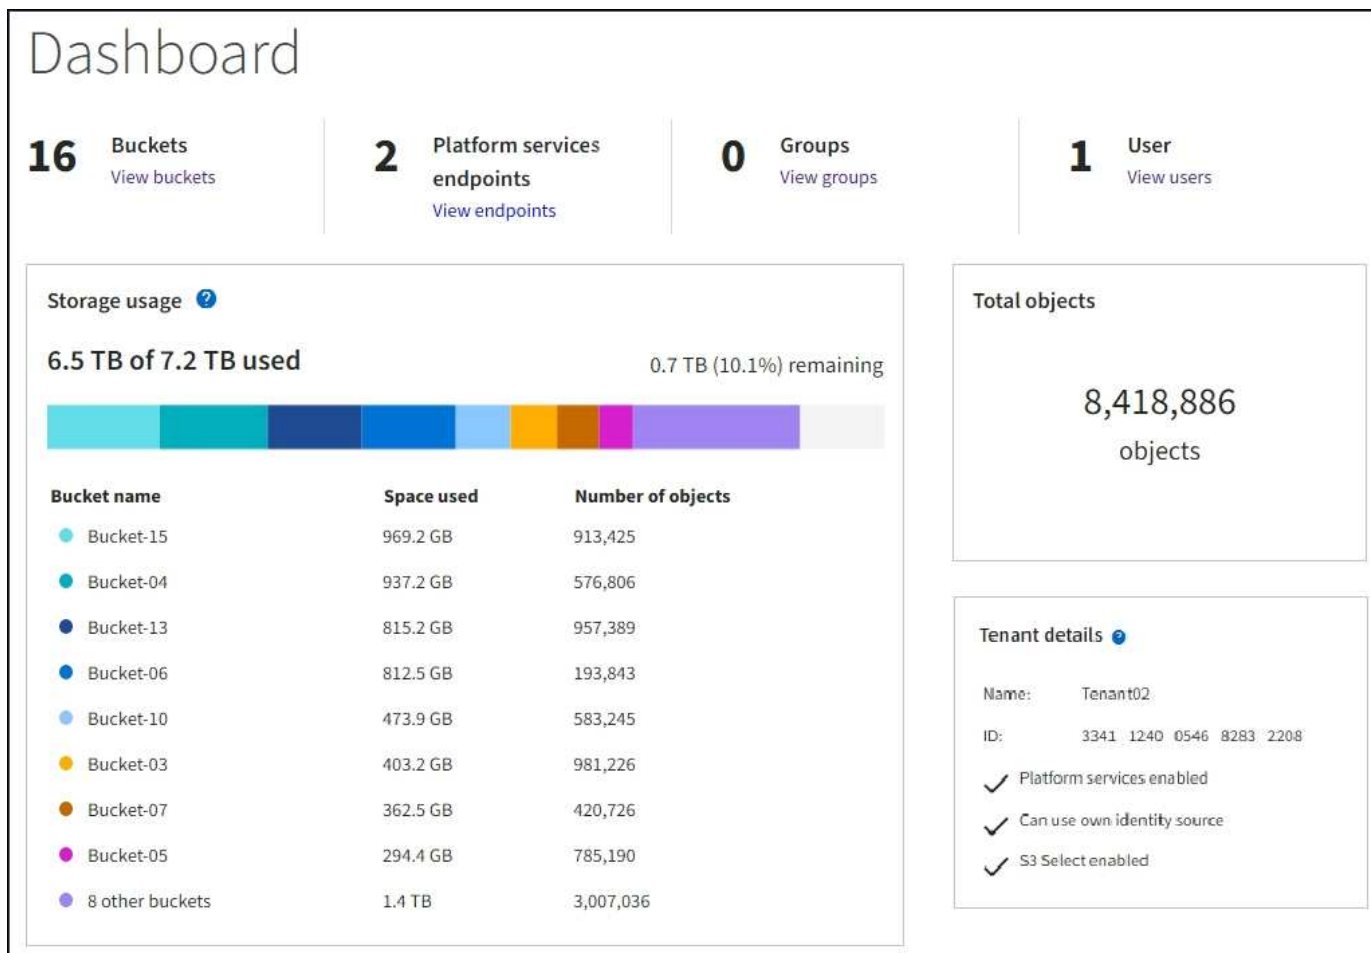 Dashboard
16 Buckets
View buckets
2 Platform services
endpoints
View endpoints
0 Groups
View groups
1 User
View users
Storage usage ?
6.5 TB of 7.2 TB used 0.7 TB (10.1%) remaining
Bucket name Space used Number of objects
Bucket-15 969.2 GB 913,425
Bucket-04 937.2 GB 576,806
Bucket-13 815.2 GB 957,389
Bucket-06 812.5 GB 193,843
Bucket-10 473.9 GB 583,245
Bucket-03 403.2 GB 981,226
Bucket-07 362.5 GB 420,726
Bucket-05 294.4 GB 785,190
8 other buckets 1.4 TB 3,007,036
Total objects
8,418,886
objects
Tenant details ?
Name: Tenant02
ID: 3341 1240 0546 8283 2208
Platform services enabled
Can use own identity source
S3 Select enabled